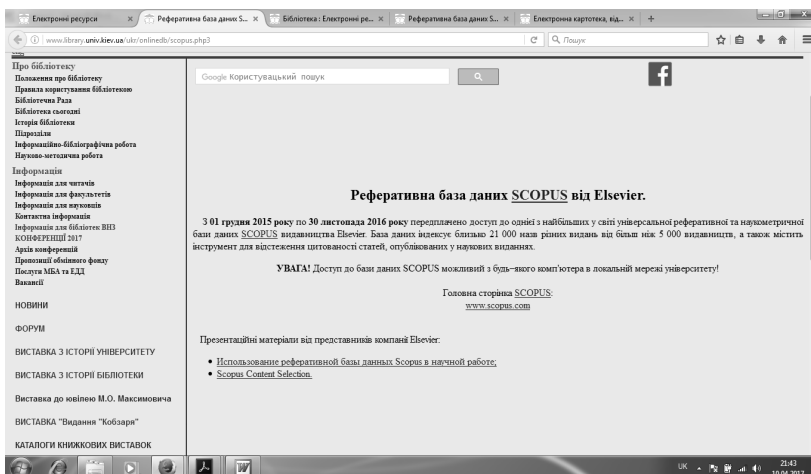 Електронні ресурси
Реферативна база даних S...
Бібліотека : Електронні ре...
Реферативна база даних S...
Електронна картотека, від...
www.library.univ.kiev.ua/ukr/onlinedb/scopus.php3
Пошук
Про бібліотеку
Положення про бібліотеку
Правила користування бібліотекою
Бібліотечна Рада
Бібліотека сьогодні
Історія бібліотеки
Підрозділи
Інформаційно-бібліографічна робота
Науково-методична робота
Інформація
Інформація для читачів
Інформація для факультетів
Інформація для науковців
Контактна інформація
Інформація для бібліотек ВНЗ
КОНФЕРЕНЦІЇ 2017
Архів конференцій
Пропозиції обмінного фонду
Послуги МБА та ЕДД
Вакансії
НОВИНИ
ФОРУМ
ВИСТАВКА З ІСТОРІЇ УНІВЕРСИТЕТУ
ВИСТАВКА З ІСТОРІЇ БІБЛІОТЕКИ
Виставка до ювілею М.О. Максимовича
ВИСТАВКА "Видання "Кобзаря"
КАТАЛОГИ КНИЖКОВИХ ВИСТАВОК
Google Користувацький пошук
Реферативна база даних SCOPUS від Elsevier.
З 01 грудня 2015 року по 30 листопада 2016 року передплачено доступ до однієї з найбільших у світі універсальної реферативної та наукометричної
бази даних SCOPUS видавництва Elsevier. База даних індексує близько 21 000 назв різних видань від більш ніж 5 000 видавництв, а також містить
інструмент для відстеження цитованості статей, опублікованих у наукових виданнях.
УВАГА! Доступ до бази даних SCOPUS можливий з будь–якого комп'ютера в локальній мережі університету!
Головна сторінка SCOPUS:
www.scopus.com
Презентаційні матеріали від представників компанії Elsevier:
Использование реферативной базы данных Scopus в научной работе;
Scopus Content Selection.
UK
21:43
10.04.2017